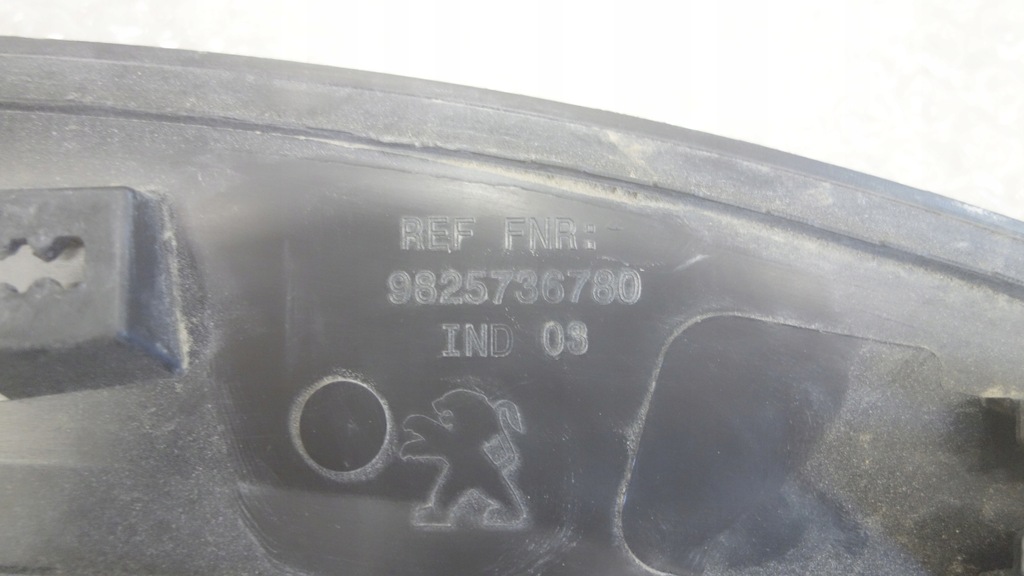 REF FNR:
9825736780
IND 03